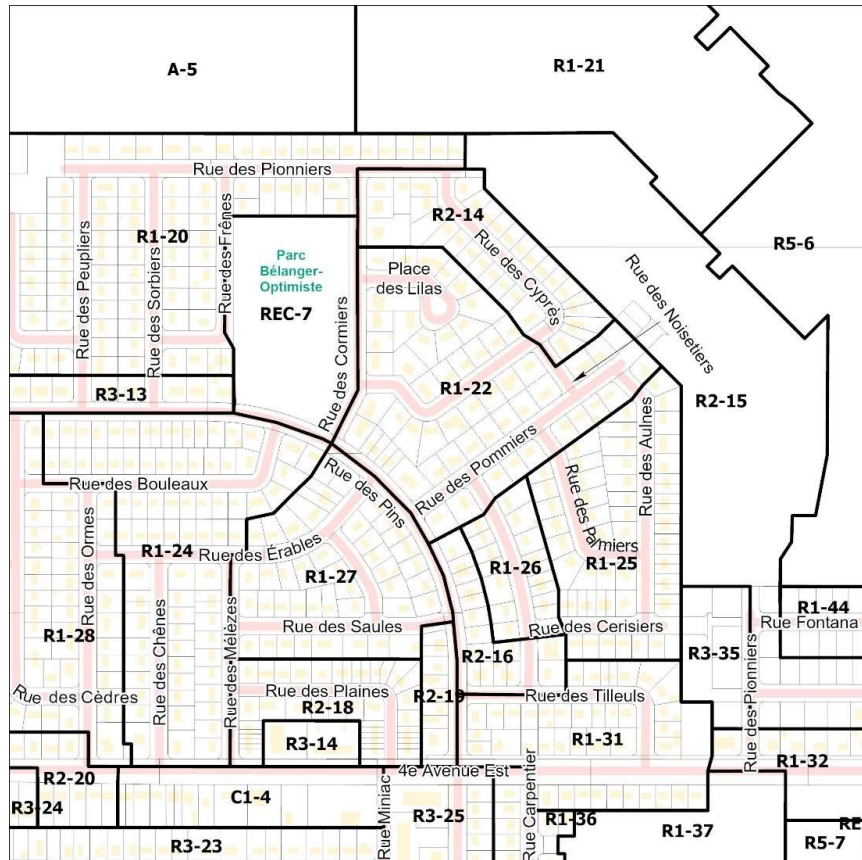 A-5
R1-21
Rue des Pionniers
R2-14
R1-20
Rue des Frênes
Rue des Peupliers
Rue des Sorbiers
Parc
Bélanger-
Optimiste
REC-7
Place
des Lilas
Rue des Cyprés
Rue des Noisetiers
R5-6
Rue des Cormiers
R1-22
R3-13
R2-15
Rue des Pommiers
Rue des Aulnes
Rue des Pins
Rue des Bouleaux
Rue des Palmiers
Rue des Ormes
R1-24
Rue des Érables
R1-27
R1-26
R1-25
R1-44
Rue Fontana
Rue des Chênes
Rue des Mélèzes
Rue des Saules
Rue des Cerisiers
R1-28
R2-16
R3-35
Rue des Cèdres
Rue des Plaines
R2-18
R2-19
Rue des Tilleuls
Rue des Pionniers
R3-14
R1-31
R1-32
R2-20
4e Avenue Est
R3-24
C1-4
Rue Miniac
R3-25
Rue Carpentier
R1-36
R1-37
RE
R3-23
R5-7